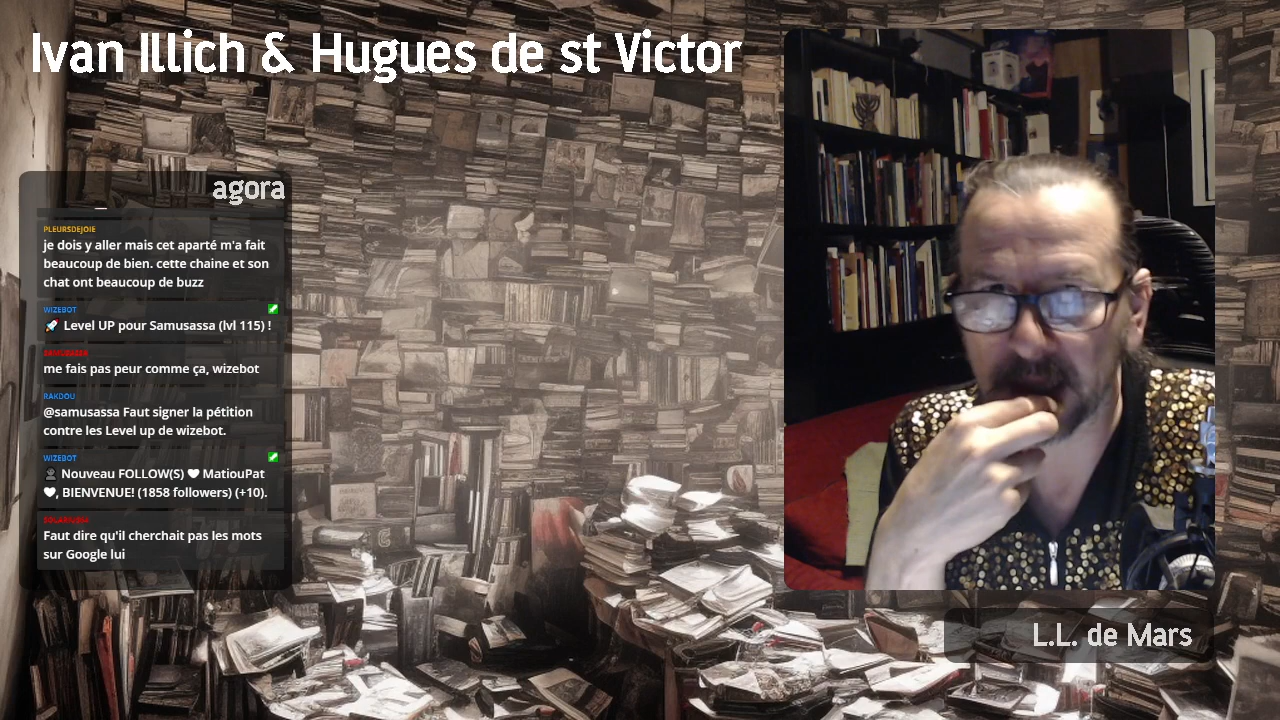 Ivan Illich & Hugues de st Victor
agora
PLEURSDEJOIE
je dois y aller mais cet aparté m'a fait
beaucoup de bien. cette chaine et son
chat ont beaucoup de buzz
WIZEBOT
Level UP pour Samusassa (lvl 115) !
SAMUSASSA
me fais pas peur comme ça, wizebot
RAKDOU
@samusassa Faut signer la pétition
contre les Level up de wizebot.
WIZEBOT
Nouveau FOLLOW(S) MatiouPat
, BIENVENUE! (1858 followers) (+10).
Faut dire qu'il cherchait pas les mots
sur Google lui
L.L. de Mars